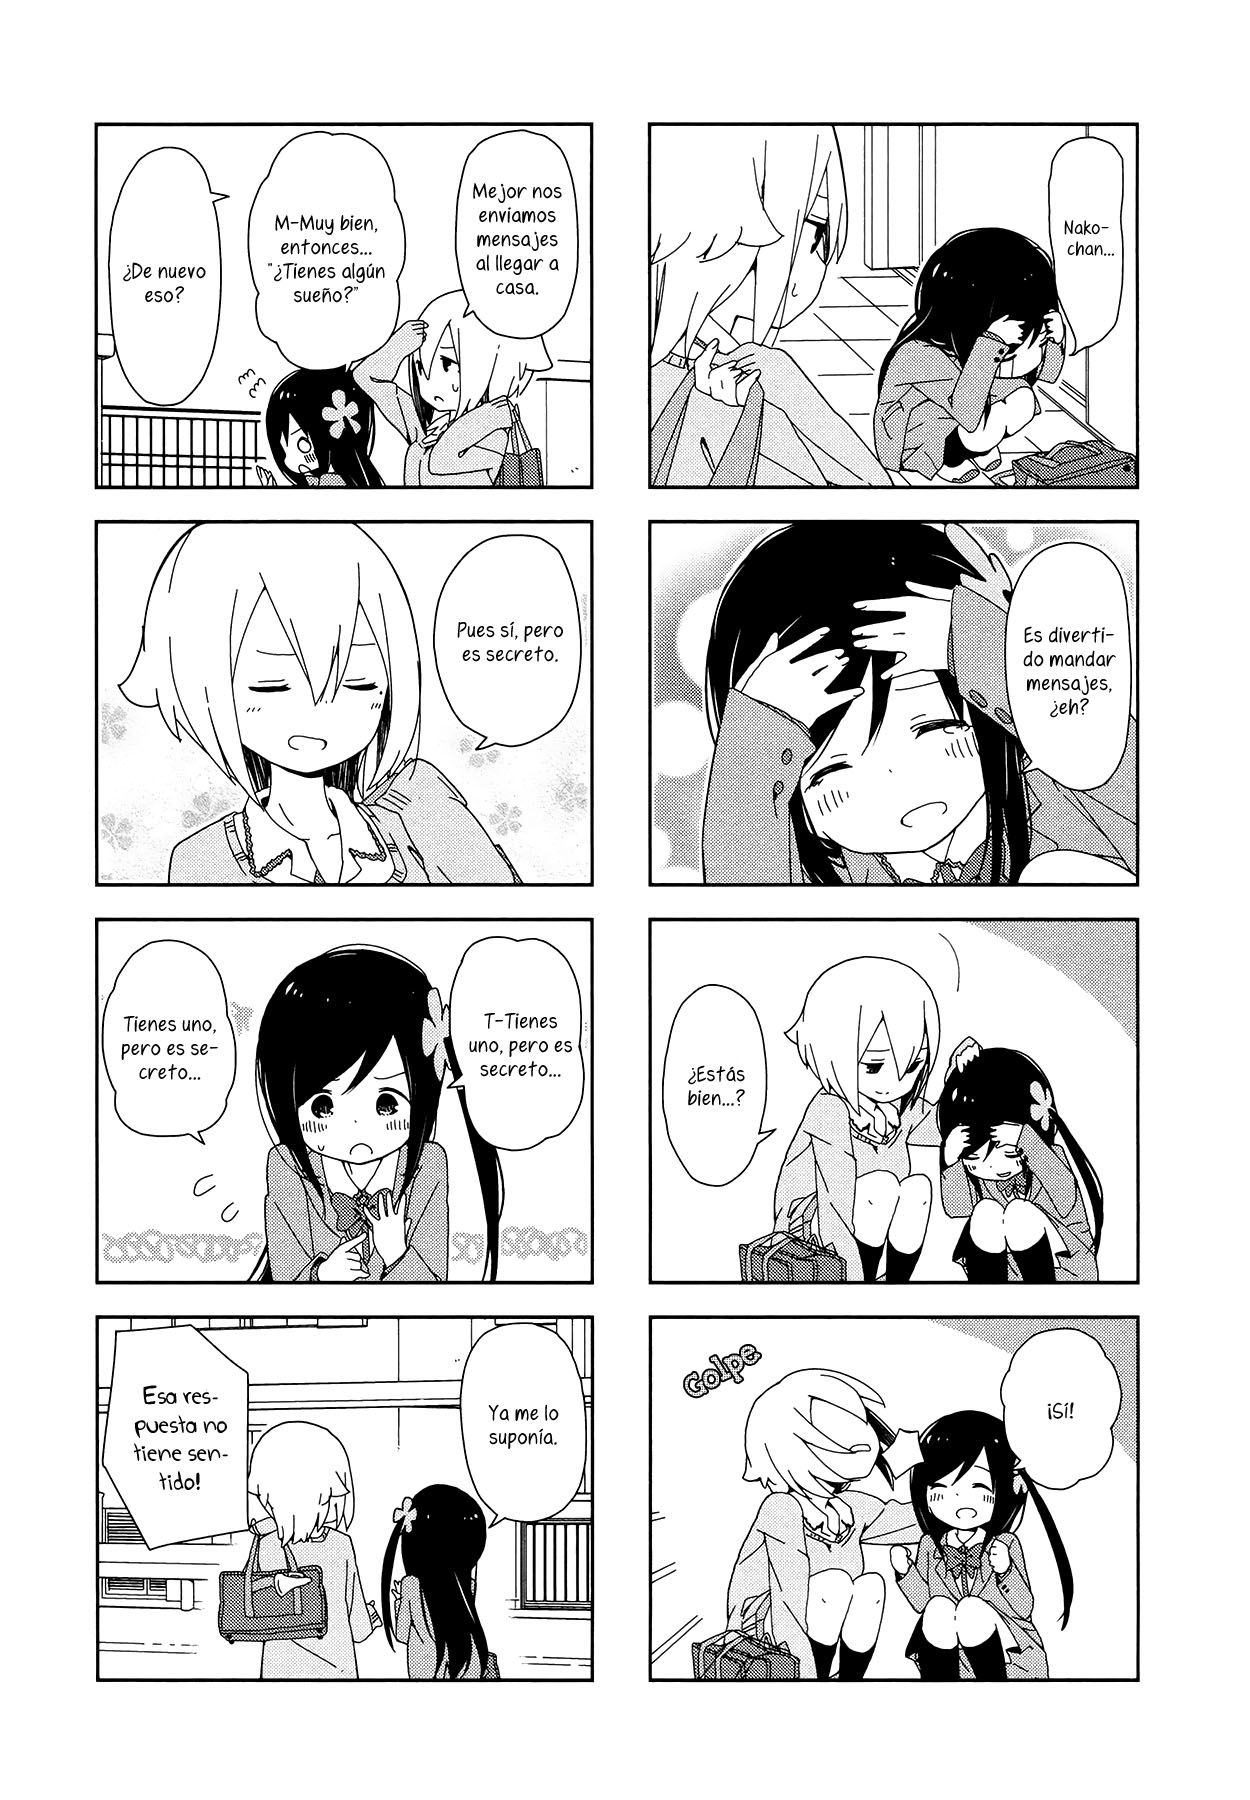 Nako-
chan...
Es diverti-
do mandar
mensajes,
¿eh?
¿Estás
bien...?
¡Sí!
Golpe
Mejor nos
enviamos
mensajes
al llegar a
casa.
M-Muy bien,
entonces...
"¿Tienes algún
sueño?"
¿De nuevo
eso?
Pues sí, pero
es secreto.
T-Tienes
uno, pero es
secreto...
Tienes uno,
pero es se-
creto...
Ya me lo
suponía.
Esa res-
puesta no
tiene sen-
tido!